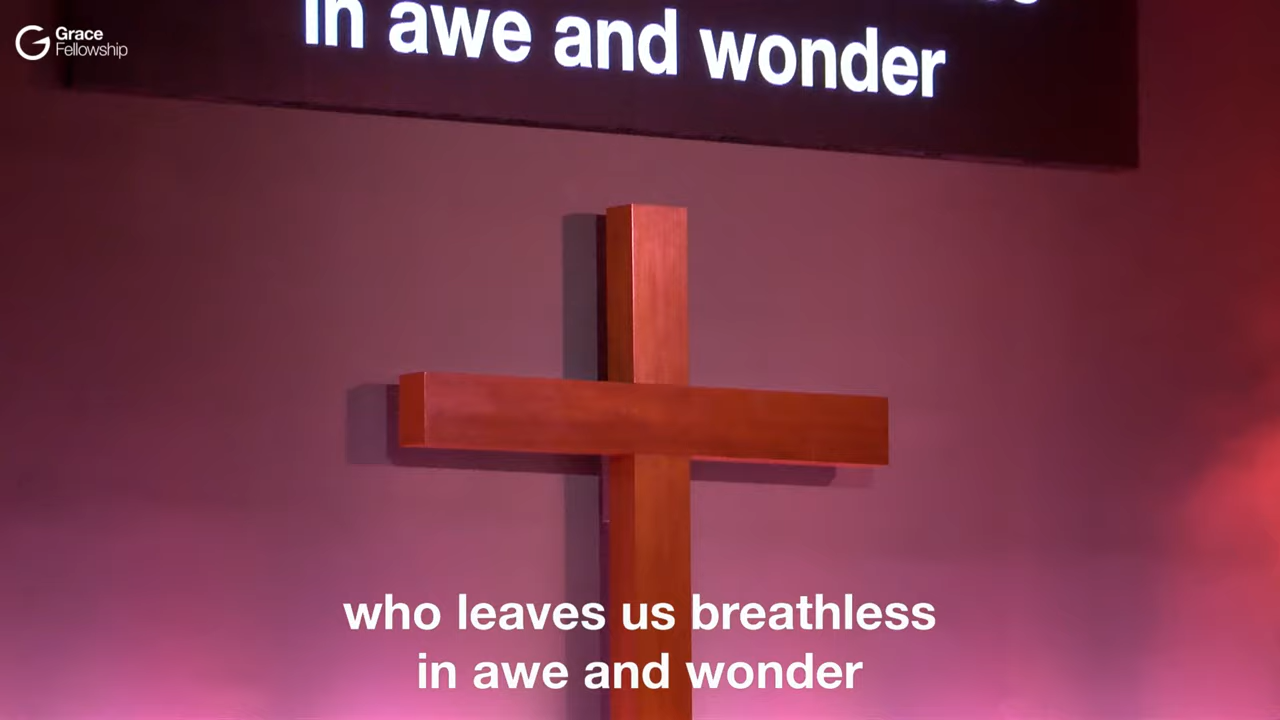 Grace
Fellowship
in awe and wonder
who leaves us breathless
in awe and wonder